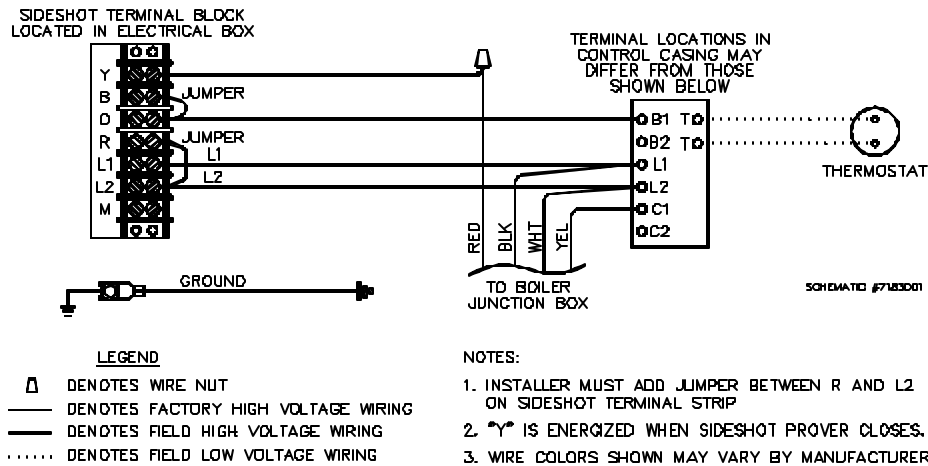 SIDESHOT TERMINAL BLOCK
LOCATED IN ELECTRICAL BOX
TERMINAL LOCATIONS IN
CONTROL CASING MAY
DIFFER FROM THOSE
SHOWN BELOW
Y
B
JUMPER
O
R
JUMPER
L1
L1
L2
L2
M
B1 T
B2 T
L1
L2
C1
C2
THERMOSTAT
RED
BLK
WHT
YEL
TO BOILER
JUNCTION BOX
GROUND
SCHEMATIC #7183001
LEGEND
DENOTES WIRE NUT
DENOTES FACTORY HIGH VOLTAGE WIRING
DENOTES FIELD HIGH VOLTAGE WIRING
DENOTES FIELD LOW VOLTAGE WIRING
NOTES:
1. INSTALLER MUST ADD JUMPER BETWEEN R AND L2
ON SIDESHOT TERMINAL STRIP
2. "Y" IS ENERGIZED WHEN SIDESHOT PROVER CLOSES.
3. WIRE COLORS SHOWN MAY VARY BY MANUFACTURER